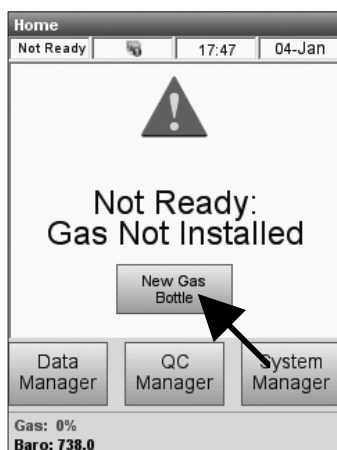 Home
Not Ready 17:47 04-Jan
Not Ready:
Gas Not Installed
New Gas
Bottle
Data
Manager
QC
Manager
System
Manager
Gas: 0%
Baro: 738.0